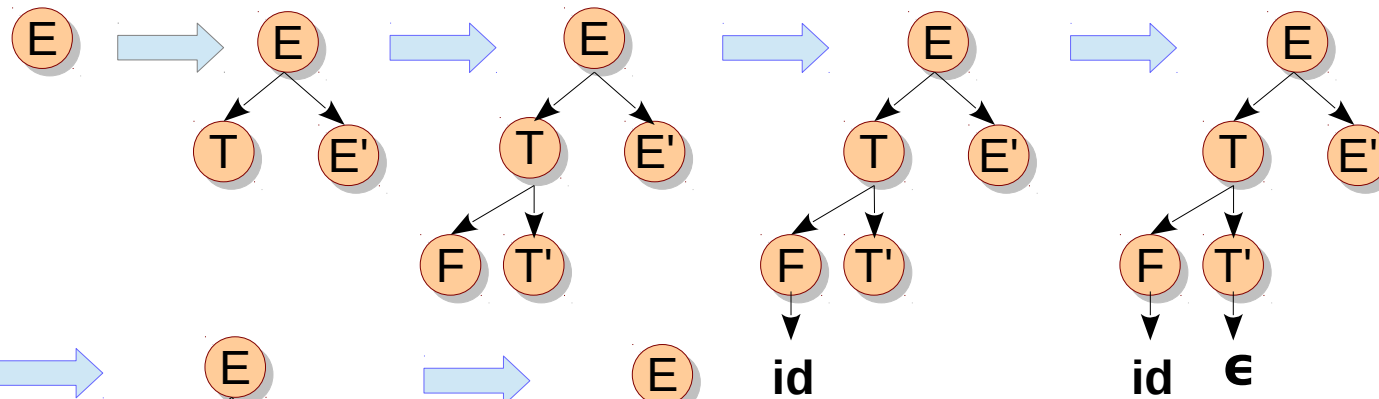 E E E E E
T E' T E' T E' T E'
F T' F T' F T'
id id ϵ
E E